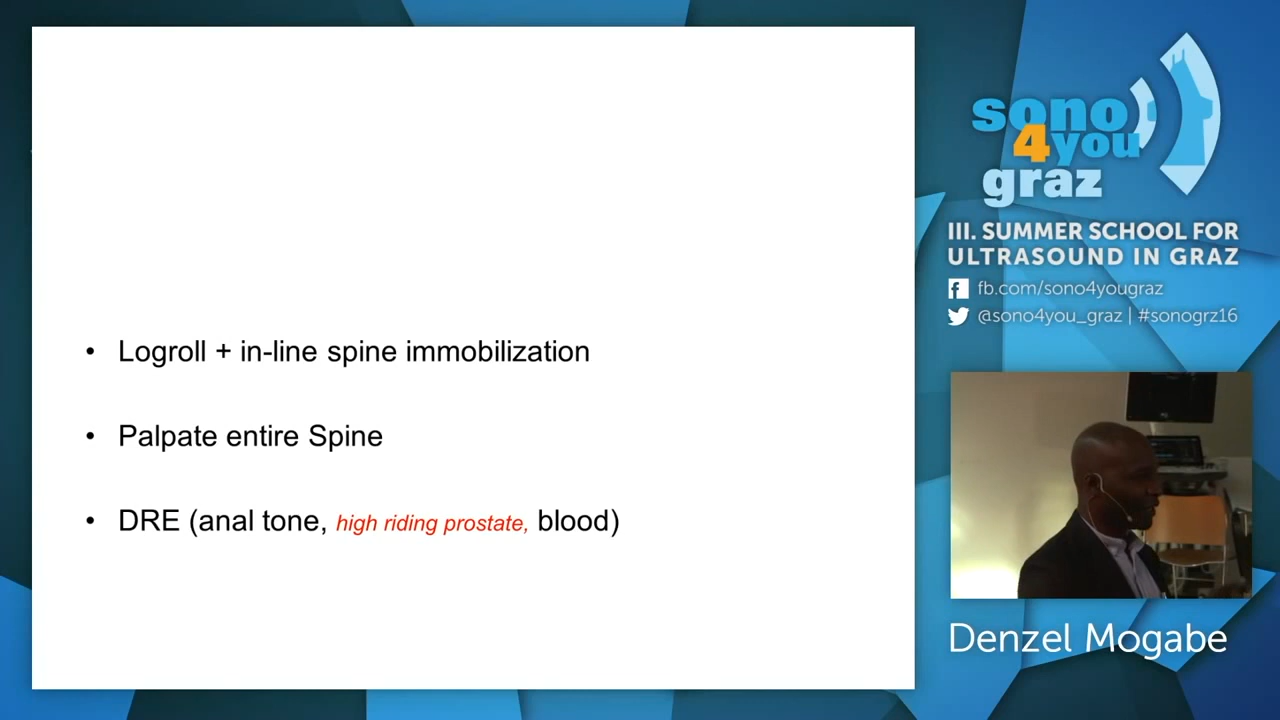 • Logroll + in-line spine immobilization
• Palpate entire Spine
• DRE (anal tone, high riding prostate, blood)
sono
4you
graz
III. SUMMER SCHOOL FOR
ULTRASOUND IN GRAZ
fb.com/sono4yougraz
@sono4you_graz | #sonogrz16
Denzel Mogabe